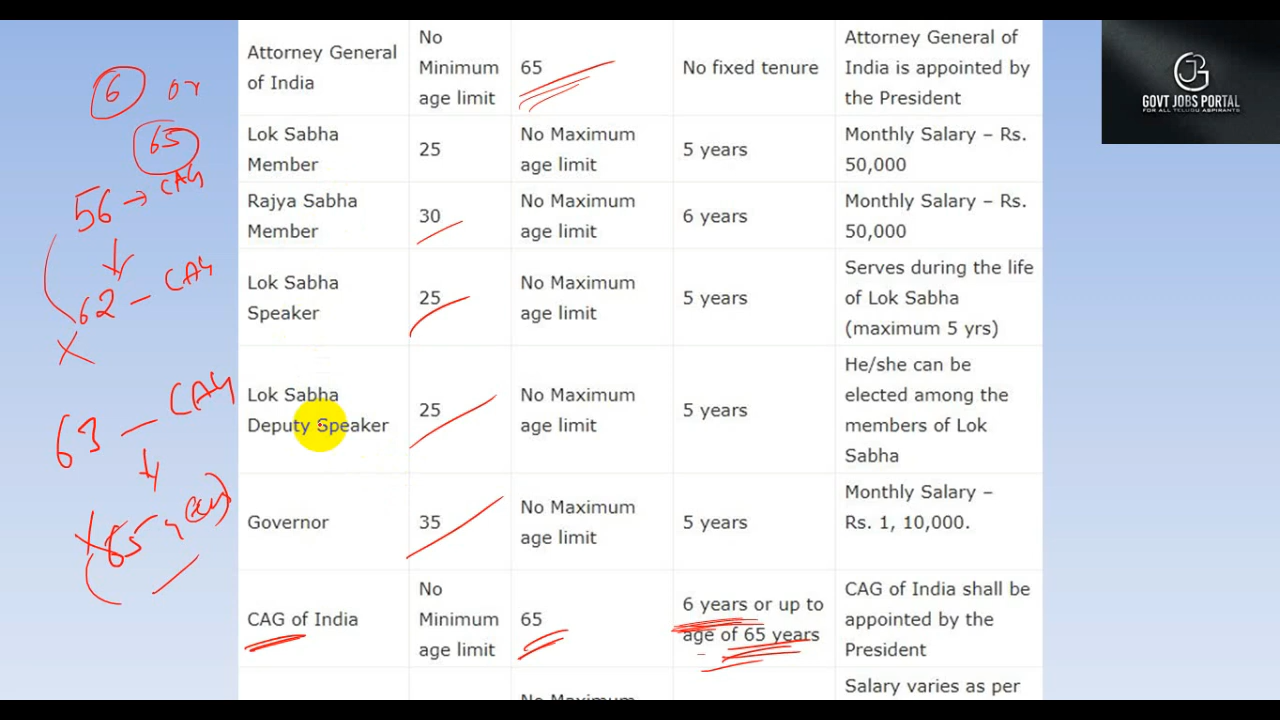 Attorney General
of India
No
Minimum
age limit
65
No fixed tenure
Attorney General of
India is appointed by
the President
Lok Sabha
Member
25
No Maximum
age limit
5 years
Monthly Salary – Rs.
50,000
Rajya Sabha
Member
30
No Maximum
age limit
6 years
Monthly Salary – Rs.
50,000
Lok Sabha
Speaker
25
No Maximum
age limit
5 years
Serves during the life
of Lok Sabha
(maximum 5 yrs)
Lok Sabha
Deputy Speaker
25
No Maximum
age limit
5 years
He/she can be
elected among the
members of Lok
Sabha
Governor
35
No Maximum
age limit
5 years
Monthly Salary –
Rs. 1, 10,000.
CAG of India
No
Minimum
age limit
65
6 years or up to
age of 65 years
CAG of India shall be
appointed by the
President
No Maximum
Salary varies as per
6 or
65
56 → CAG
62 – CAG
63 – CAG
65
GOVT JOBS PORTAL
FOR ALL TELUGU ASPIRANTS